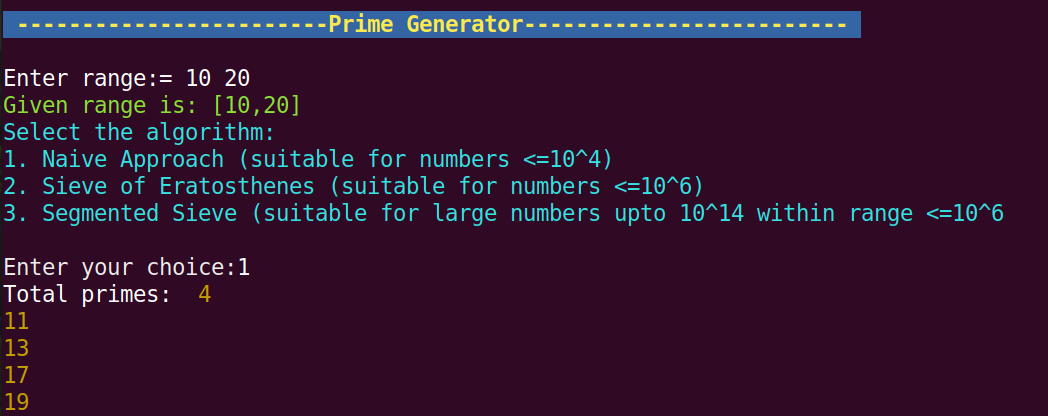 ------------------------Prime Generator-------------------------
Enter range:= 10 20
Given range is: [10,20]
Select the algorithm:
1. Naive Approach (suitable for numbers <=10^4)
2. Sieve of Eratosthenes (suitable for numbers <=10^6)
3. Segmented Sieve (suitable for large numbers upto 10^14 within range <=10^6
Enter your choice:1
Total primes:  4
11
13
17
19